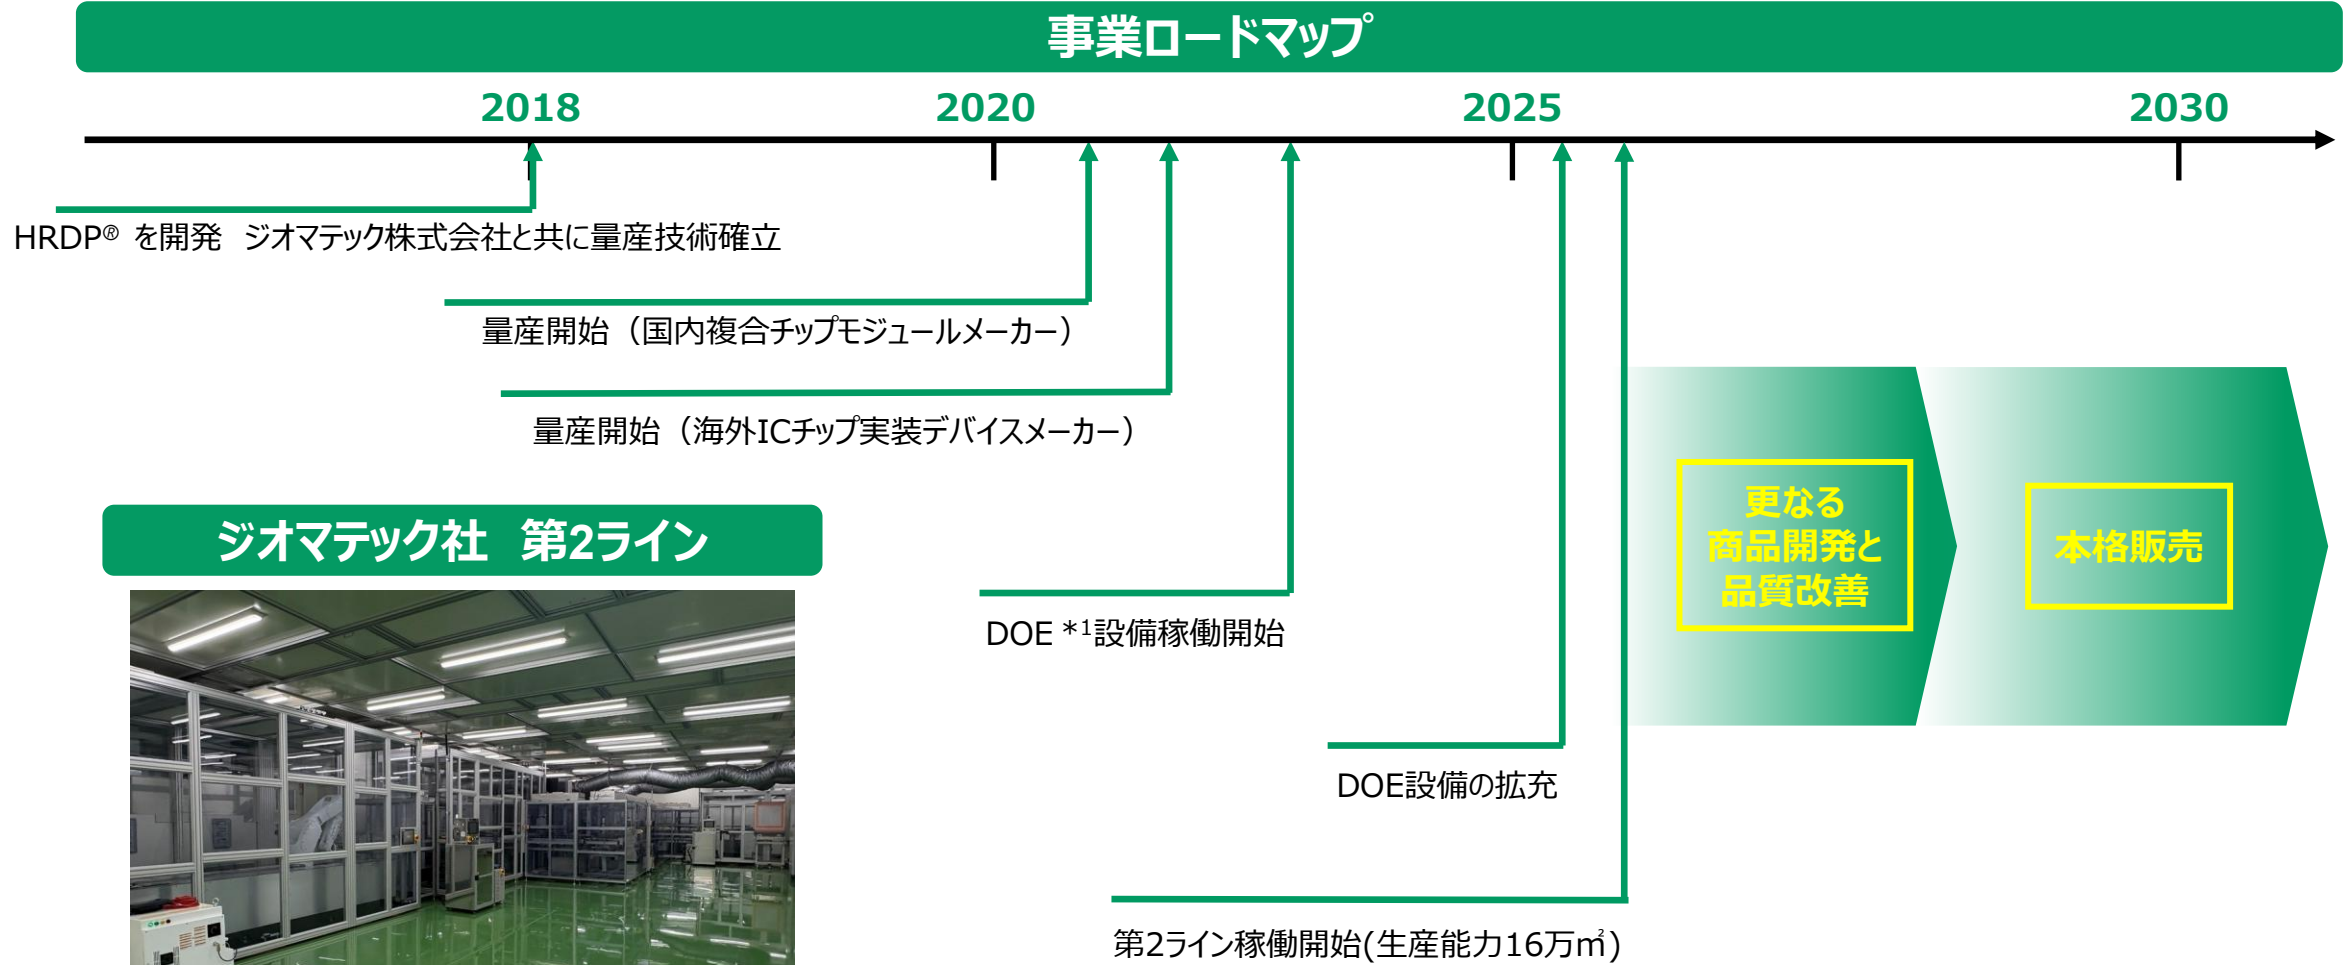 事業ロードマップ
2018
2020
2025
2030
HRDP® を開発　ジオマテック株式会社と共に量産技術確立
量産開始（国内複合チップモジュールメーカー）
量産開始（海外ICチップ実装デバイスメーカー）
ジオマテック社　第2ライン
更なる
商品開発と
品質改善
本格販売
DOE *1設備稼働開始
DOE設備の拡充
第2ライン稼働開始(生産能力16万㎡)